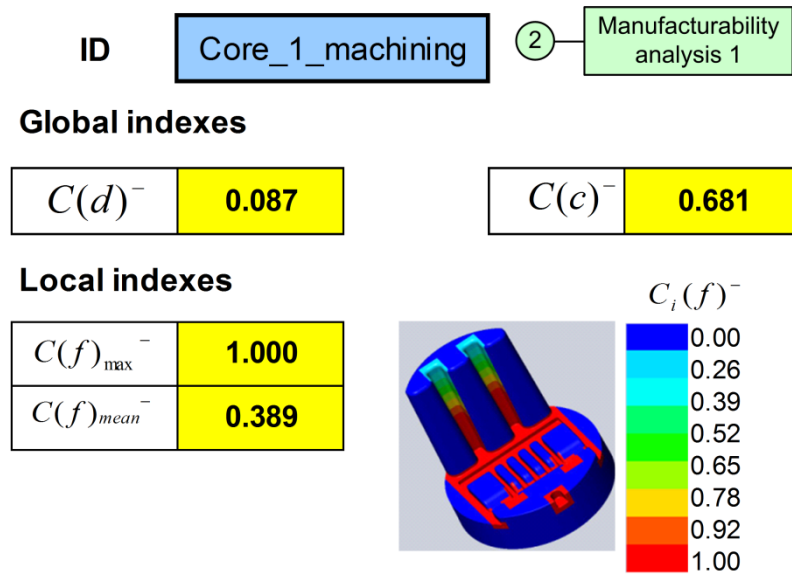 ID
Core_1_machining
2
Manufacturability
analysis 1
Global indexes
C(d)⁻
0.087
C(c)⁻
0.681
Local indexes
C(f)max⁻
1.000
C(f)mean⁻
0.389
Cᵢ(f)⁻
0.00
0.26
0.39
0.52
0.65
0.78
0.92
1.00